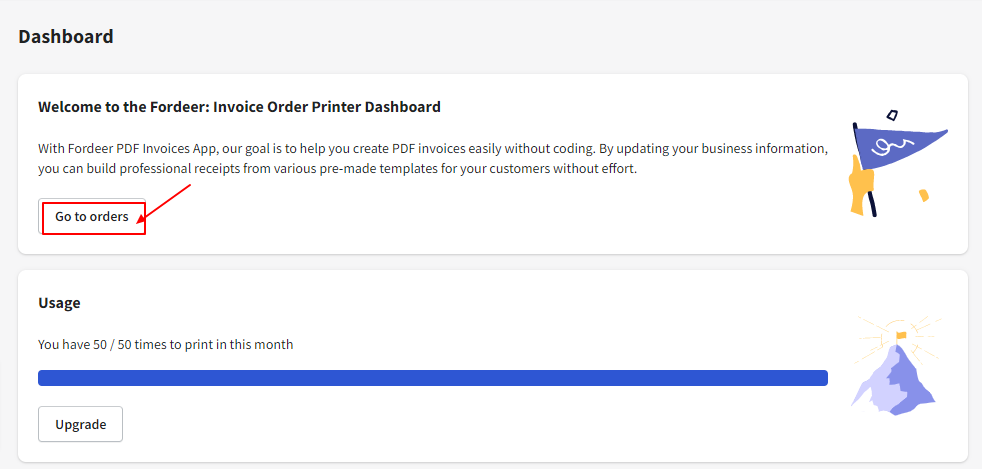 Dashboard
Welcome to the Fordeer: Invoice Order Printer Dashboard
With Fordeer PDF Invoices App, our goal is to help you create PDF invoices easily without coding. By updating your business information,
you can build professional receipts from various pre-made templates for your customers without effort.
Go to orders
Usage
You have 50 / 50 times to print in this month
Upgrade